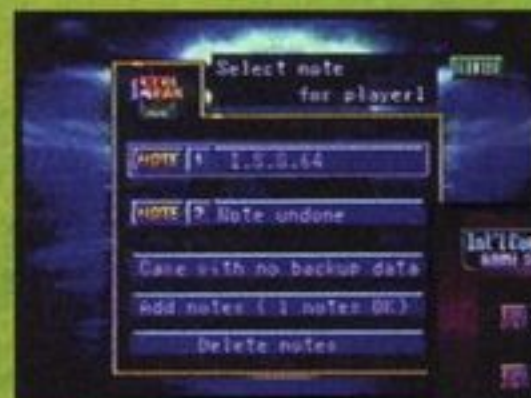 Select note
for player1
NOTE 1 I.S.S.64
NOTE 2 Note undone
Game with no backup data
Add notes ( 1 notes OK)
Delete notes